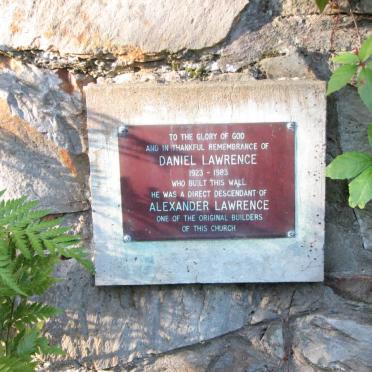 TO THE GLORY OF GOD
AND IN THANKFUL REMEMBRANCE OF
DANIEL LAWRENCE
1923 - 1983
WHO BUILT THIS WALL.
HE WAS A DIRECT DESCENDANT OF
ALEXANDER LAWRENCE
ONE OF THE ORIGINAL BUILDERS
OF THIS CHURCH